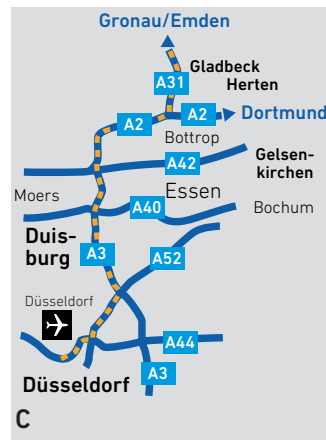 Gronau/Emden
Gladbeck
Herten
A31
A2
A2
Dortmund
Bottrop
A42
Gelsen-
kirchen
Moers
Essen
A40
Bochum
Duis-
burg
A3
A52
Düsseldorf
A44
Düsseldorf
A3
C